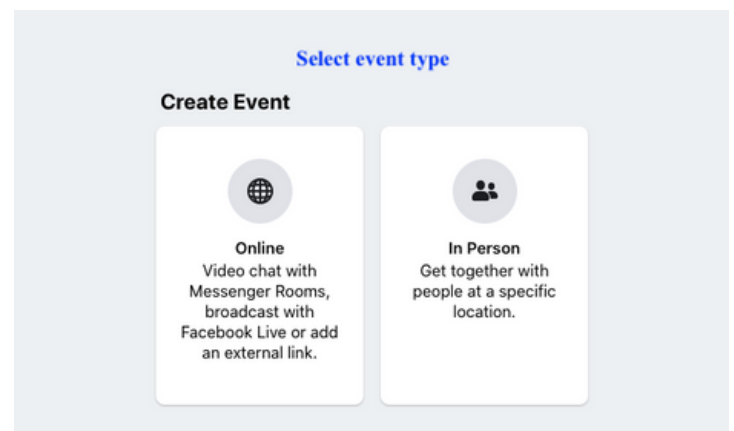 Select event type
Create Event
Online
Video chat with
Messenger Rooms,
broadcast with
Facebook Live or add
an external link.
In Person
Get together with
people at a specific
location.